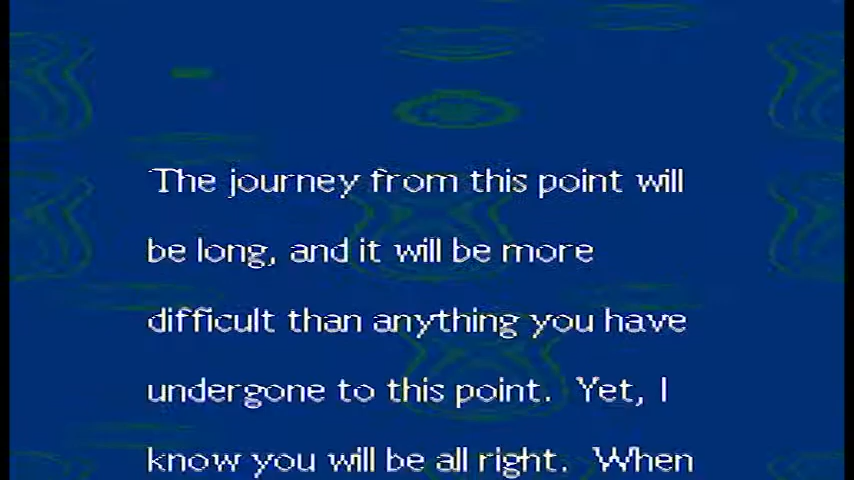 The journey from this point will
be long, and it will be more
difficult than anything you have
undergone to this point.  Yet, I
know you will be all right.  When